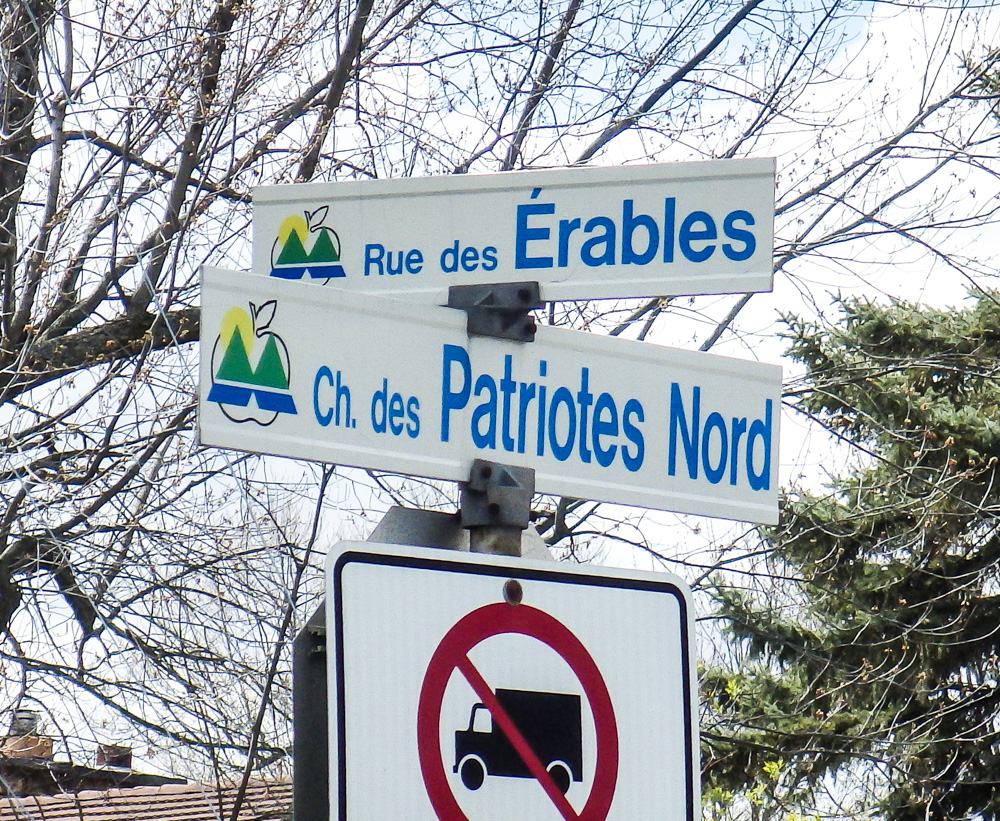 Rue des Érables
Ch. des Patriotes Nord